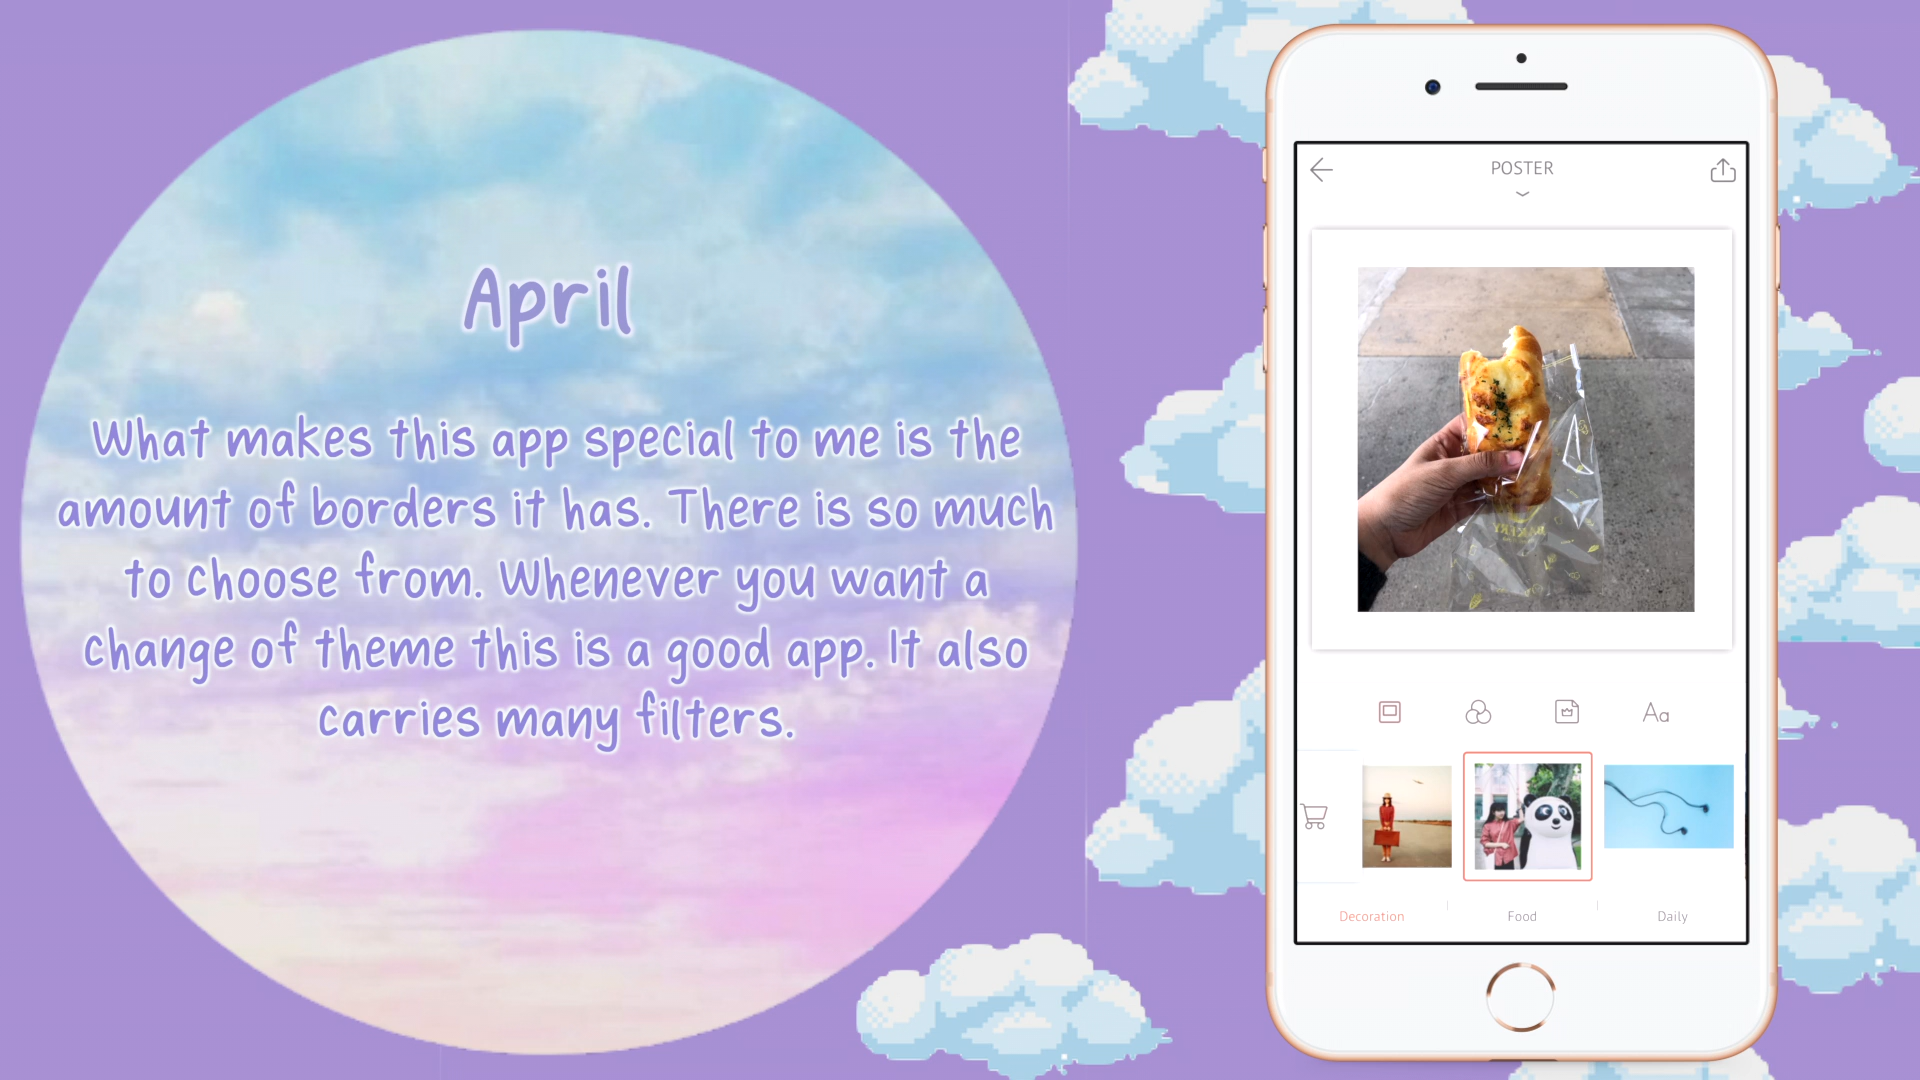 April
What makes this app special to me is the
amount of borders it has. There is so much
to choose from. Whenever you want a
change of theme this is a good app. It also
carries many filters.
POSTER
Aa
Decoration
Food
Daily